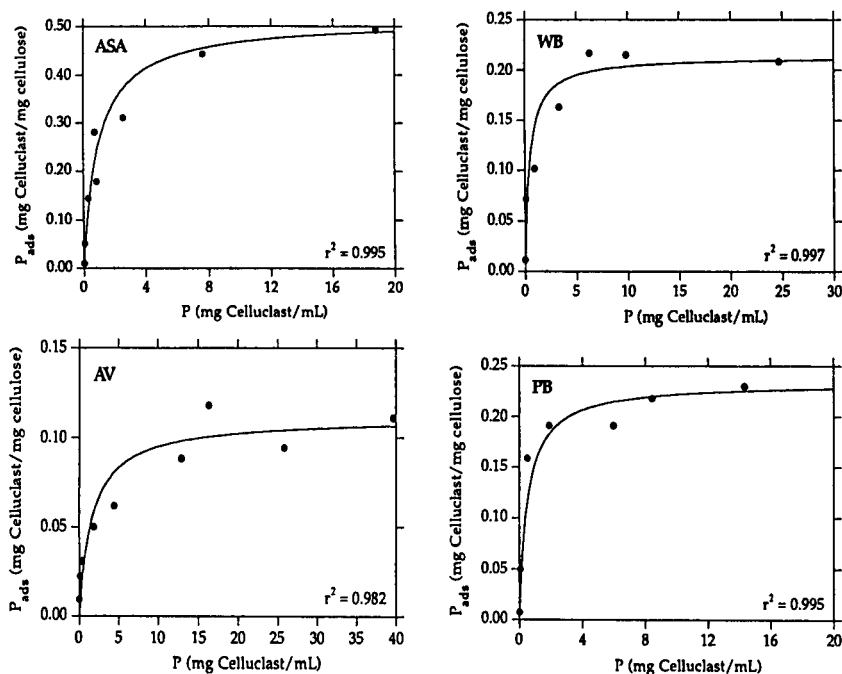 ASA
P_ads (mg Celluclast/mg cellulose)
0.50
0.40
0.30
0.20
0.10
0.00
r² = 0.995
0 4 8 12 16 20
P (mg Celluclast/mL)
WB
P_ads (mg Celluclast/mg cellulose)
0.25
0.20
0.15
0.10
0.05
0.00
r² = 0.997
0 5 10 15 20 25 30
P (mg Celluclast/mL)
AV
P_ads (mg Celluclast/mg cellulose)
0.15
0.10
0.05
0.00
r² = 0.982
0 5 10 15 20 25 30 35 40
P (mg Celluclast/mL)
PB
P_ads (mg Celluclast/mg cellulose)
0.25
0.20
0.15
0.10
0.05
0.00
r² = 0.995
0 4 8 12 16 20
P (mg Celluclast/mL)